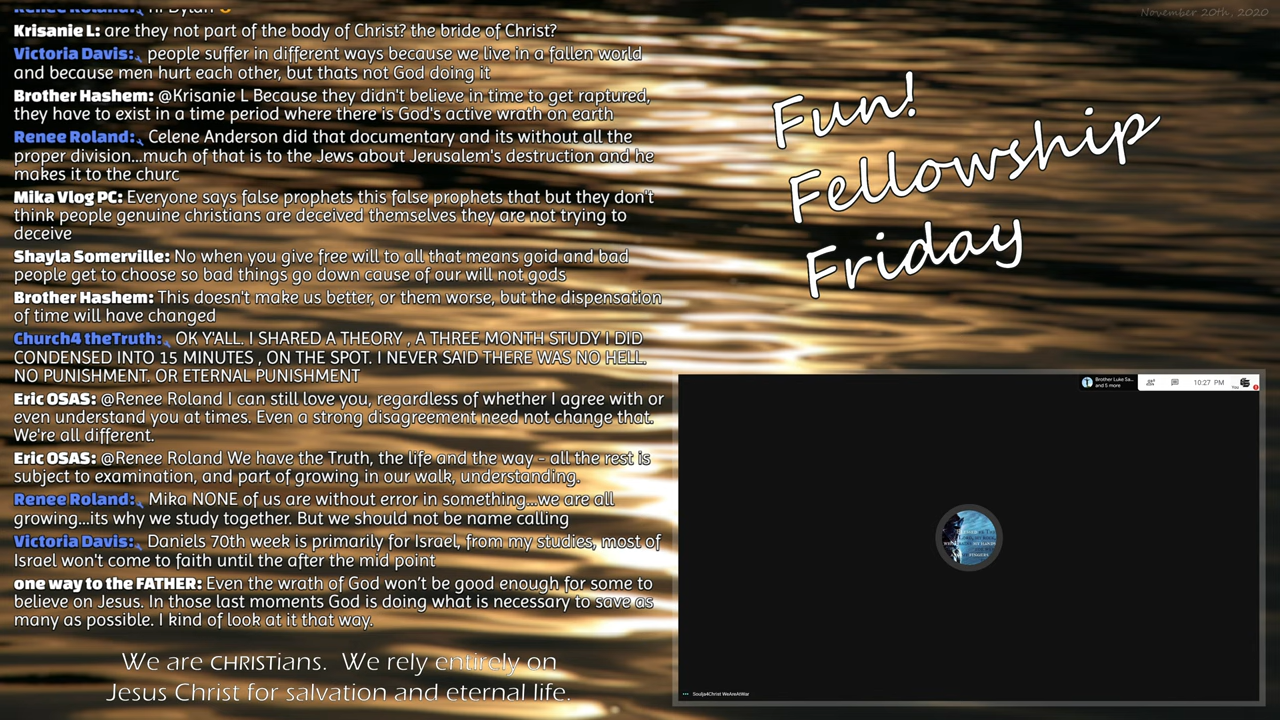 Renee Roland: hi Dylan
Krisanie L: are they not part of the body of Christ? the bride of Christ?
Victoria Davis: people suffer in different ways because we live in a fallen world
and because men hurt each other, but thats not God doing it
Brother Hashem: @Krisanie L Because they didn't believe in time to get raptured,
they have to exist in a time period where there is God's active wrath on earth
Renee Roland: Celene Anderson did that documentary and its without all the
proper division...much of that is to the Jews about Jerusalem's destruction and he
makes it to the churc
Mika Vlog PC: Everyone says false prophets this false prophets that but they don't
think people genuine christians are deceived themselves they are not trying to
deceive
Shayla Somerville: No when you give free will to all that means goid and bad
people get to choose so bad things go down cause of our will not gods
Brother Hashem: This doesn't make us better, or them worse, but the dispensation
of time will have changed
Church4 theTruth: OK Y'ALL. I SHARED A THEORY , A THREE MONTH STUDY I DID
CONDENSED INTO 15 MINUTES , ON THE SPOT. I NEVER SAID THERE WAS NO HELL.
NO PUNISHMENT. OR ETERNAL PUNISHMENT
Eric OSAS: @Renee Roland I can still love you, regardless of whether I agree with or
even understand you at times. Even a strong disagreement need not change that.
We're all different.
Eric OSAS: @Renee Roland We have the Truth, the life and the way - all the rest is
subject to examination, and part of growing in our walk, understanding.
Renee Roland: Mika NONE of us are without error in something...we are all
growing...its why we study together. But we should not be name calling
Victoria Davis: Daniels 70th week is primarily for Israel, from my studies, most of
Israel won't come to faith until the after the mid point
one way to the FATHER: Even the wrath of God won't be good enough for some to
believe on Jesus. In those last moments God is doing what is necessary to save as
many as possible. I kind of look at it that way.
We are CHRISTians. We rely entirely on
Jesus Christ for salvation and eternal life.
November 20th, 2020
Fun!
Fellowship
Friday
Brother Luke Sa...
and 5 more
10:27 PM
You
Soulja4Christ WeAreAtWar